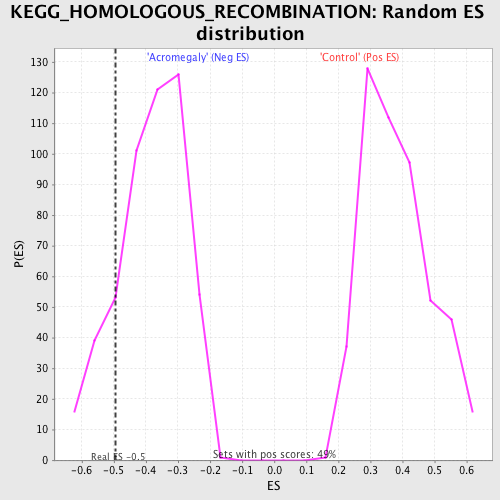 KEGG_HOMOLOGOUS_RECOMBINATION: Random ES
distribution
'Acromegaly' (Neg ES) 'Control' (Pos ES)
130
120
110
100
90
80
70
60
50
40
30
20
10
0
P(ES)
Real ES -0.5 Sets with pos scores: 49%
-0.6 -0.5 -0.4 -0.3 -0.2 -0.1 0.0 0.1 0.2 0.3 0.4 0.5 0.6
ES